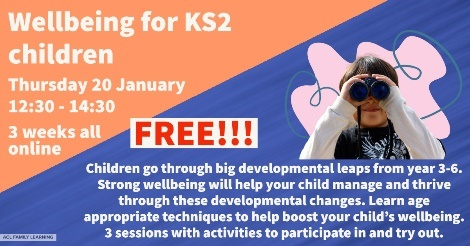 Wellbeing for KS2
children
Thursday 20 January
12:30 - 14:30
3 weeks all
online
FREE!!!
Children go through big developmental leaps from year 3-6.
Strong wellbeing will help your child manage and thrive
through these developmental changes. Learn age
appropriate techniques to help boost your child's wellbeing.
3 sessions with activities to participate in and try out.
ACL FAMILY LEARNING